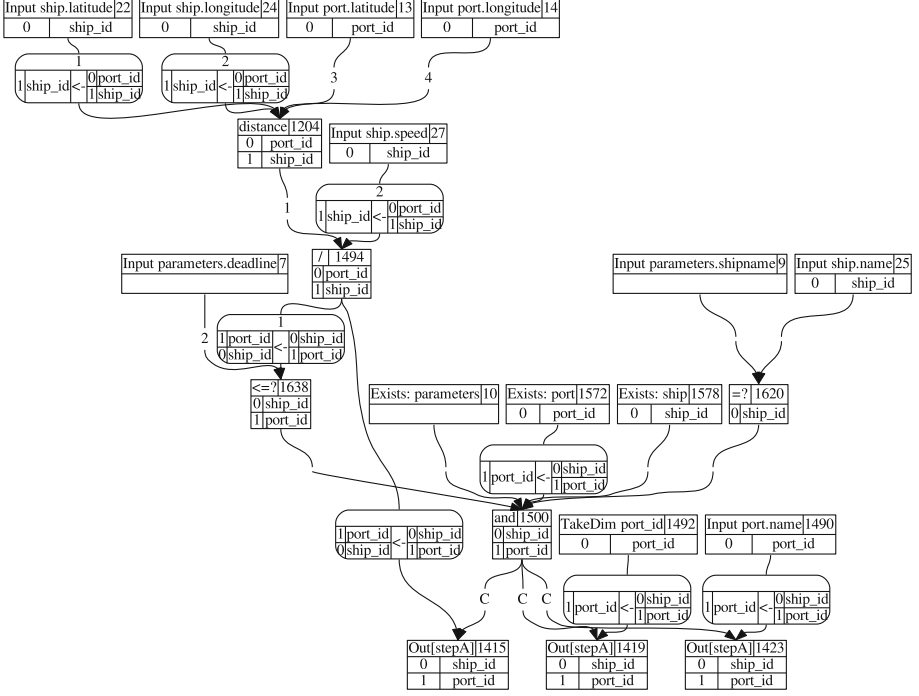 Input ship.latitude 22 Input ship.longitude 24 Input port.latitude 13 Input port.longitude 14
0 ship_id 0 ship_id 0 port_id 0 port_id
1 2
1 ship_id <- 0 port_id 1 ship_id <- 0 port_id 3 4
1 ship_id 1 ship_id
distance 1204 Input ship.speed 27
0 port_id 0 ship_id
1 ship_id
2
1 1 ship_id <- 0 port_id
1 ship_id
/ 1494
Input parameters.deadline 7 0 port_id Input parameters.shipname 9 Input ship.name 25
1 ship_id 0 ship_id
1
2 1 port_id <- 0 ship_id
0 ship_id 1 port_id
<=? 1638 Exists: parameters 10 Exists: port 1572 Exists: ship 1578 =? 1620
0 ship_id 0 port_id 0 ship_id 0 ship_id
1 port_id
1 port_id <- 0 ship_id
1 port_id
and 1500 TakeDim port_id 1492 Input port.name 1490
1 port_id <- 0 ship_id 0 ship_id 0 port_id 0 port_id
0 ship_id 1 port_id 1 port_id
C C C 1 port_id <- 0 ship_id 1 port_id <- 0 ship_id
1 port_id 1 port_id
Out[stepA] 1415 Out[stepA] 1419 Out[stepA] 1423
0 ship_id 0 ship_id 0 ship_id
1 port_id 1 port_id 1 port_id